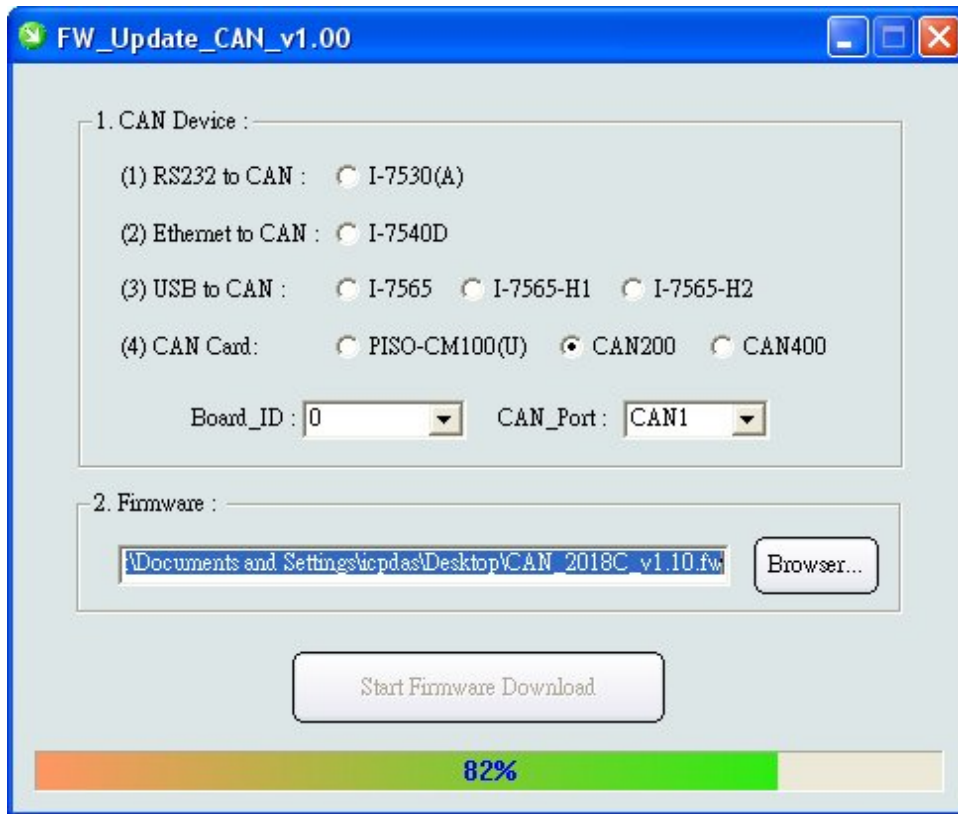 FW_Update_CAN_v1.00
1. CAN Device :
(1) RS232 to CAN : I-7530(A)
(2) Ethernet to CAN : I-7540D
(3) USB to CAN : I-7565 I-7565-H1 I-7565-H2
(4) CAN Card: PISO-CM100(U) CAN200 CAN400
Board_ID : 0 CAN_Port : CAN1
2. Firmware :
:\Documents and Settings\icpdas\Desktop\CAN_2018C_v1.10.fw Browser...
Start Firmware Download
82%